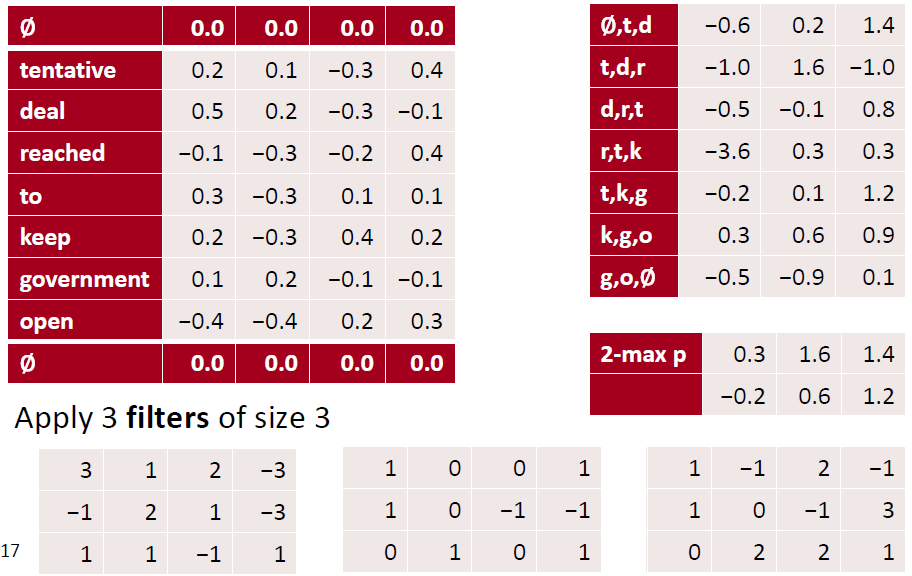 Ø 0.0 0.0 0.0 0.0
tentative 0.2 0.1 −0.3 0.4
deal 0.5 0.2 −0.3 −0.1
reached −0.1 −0.3 −0.2 0.4
to 0.3 −0.3 0.1 0.1
keep 0.2 −0.3 0.4 0.2
government 0.1 0.2 −0.1 −0.1
open −0.4 −0.4 0.2 0.3
Ø 0.0 0.0 0.0 0.0
Ø,t,d −0.6 0.2 1.4
t,d,r −1.0 1.6 −1.0
d,r,t −0.5 −0.1 0.8
r,t,k −3.6 0.3 0.3
t,k,g −0.2 0.1 1.2
k,g,o 0.3 0.6 0.9
g,o,Ø −0.5 −0.9 0.1
2-max p 0.3 1.6 1.4
−0.2 0.6 1.2
Apply 3 filters of size 3
3 1 2 −3
−1 2 1 −3
1 1 −1 1
1 0 0 1
1 0 −1 −1
0 1 0 1
1 −1 2 −1
1 0 −1 3
0 2 2 1
17